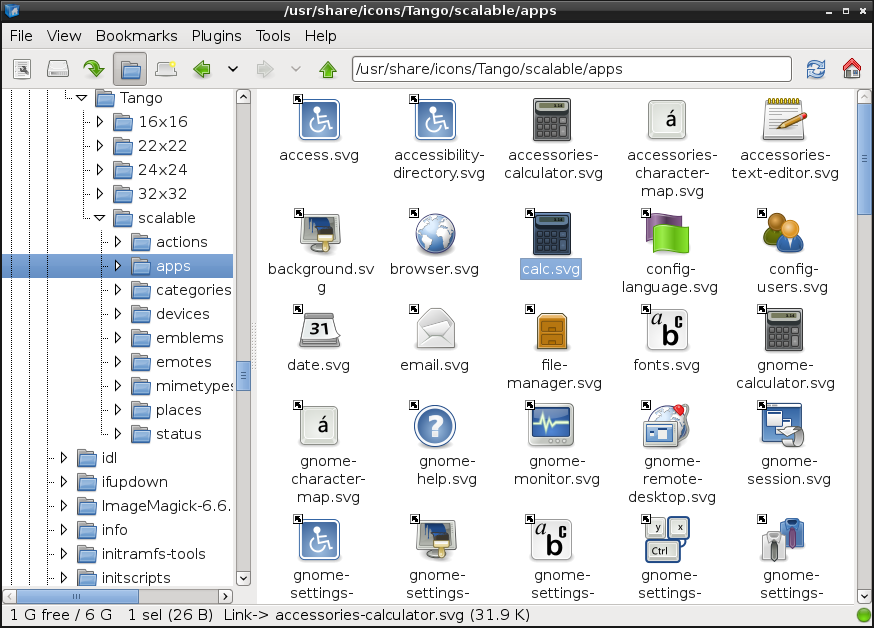 /usr/share/icons/Tango/scalable/apps
File View Bookmarks Plugins Tools Help
/usr/share/icons/Tango/scalable/apps
Tango
16x16
22x22
24x24
32x32
scalable
actions
apps
categories
devices
emblems
emotes
mimetypes
places
status
idl
ifupdown
ImageMagick-6.6.
info
initramfs-tools
initscripts
access.svg
accessibility-
directory.svg
accessories-
calculator.svg
á
accessories-
character-
map.svg
accessories-
text-editor.svg
background.sv
g
browser.svg
calc.svg
config-
language.svg
config-
users.svg
31
date.svg
email.svg
file-
manager.svg
a b c
fonts.svg
gnome-
calculator.svg
á
gnome-
character-
map.svg
?
gnome-
help.svg
gnome-
monitor.svg
gnome-
remote-
desktop.svg
gnome-
session.svg
gnome-
settings-
gnome-
settings-
a b c
gnome-
settings-
y x
Ctrl
gnome-
settings-
gnome-
settings-
1 G free / 6 G 1 sel (26 B) Link-> accessories-calculator.svg (31.9 K)